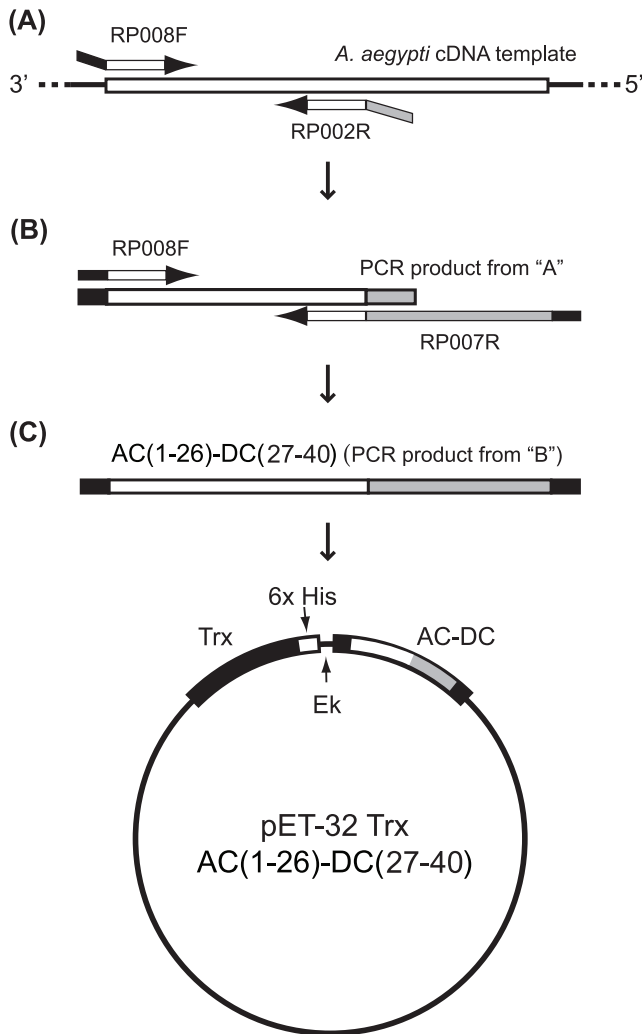 (A)
RP008F
A. aegypti cDNA template
3’
5’
RP002R
(B)
RP008F
PCR product from “A”
RP007R
(C)
AC(1-26)-DC(27-40) (PCR product from “B”)
6x His
Trx
AC-DC
Ek
pET-32 Trx
AC(1-26)-DC(27-40)